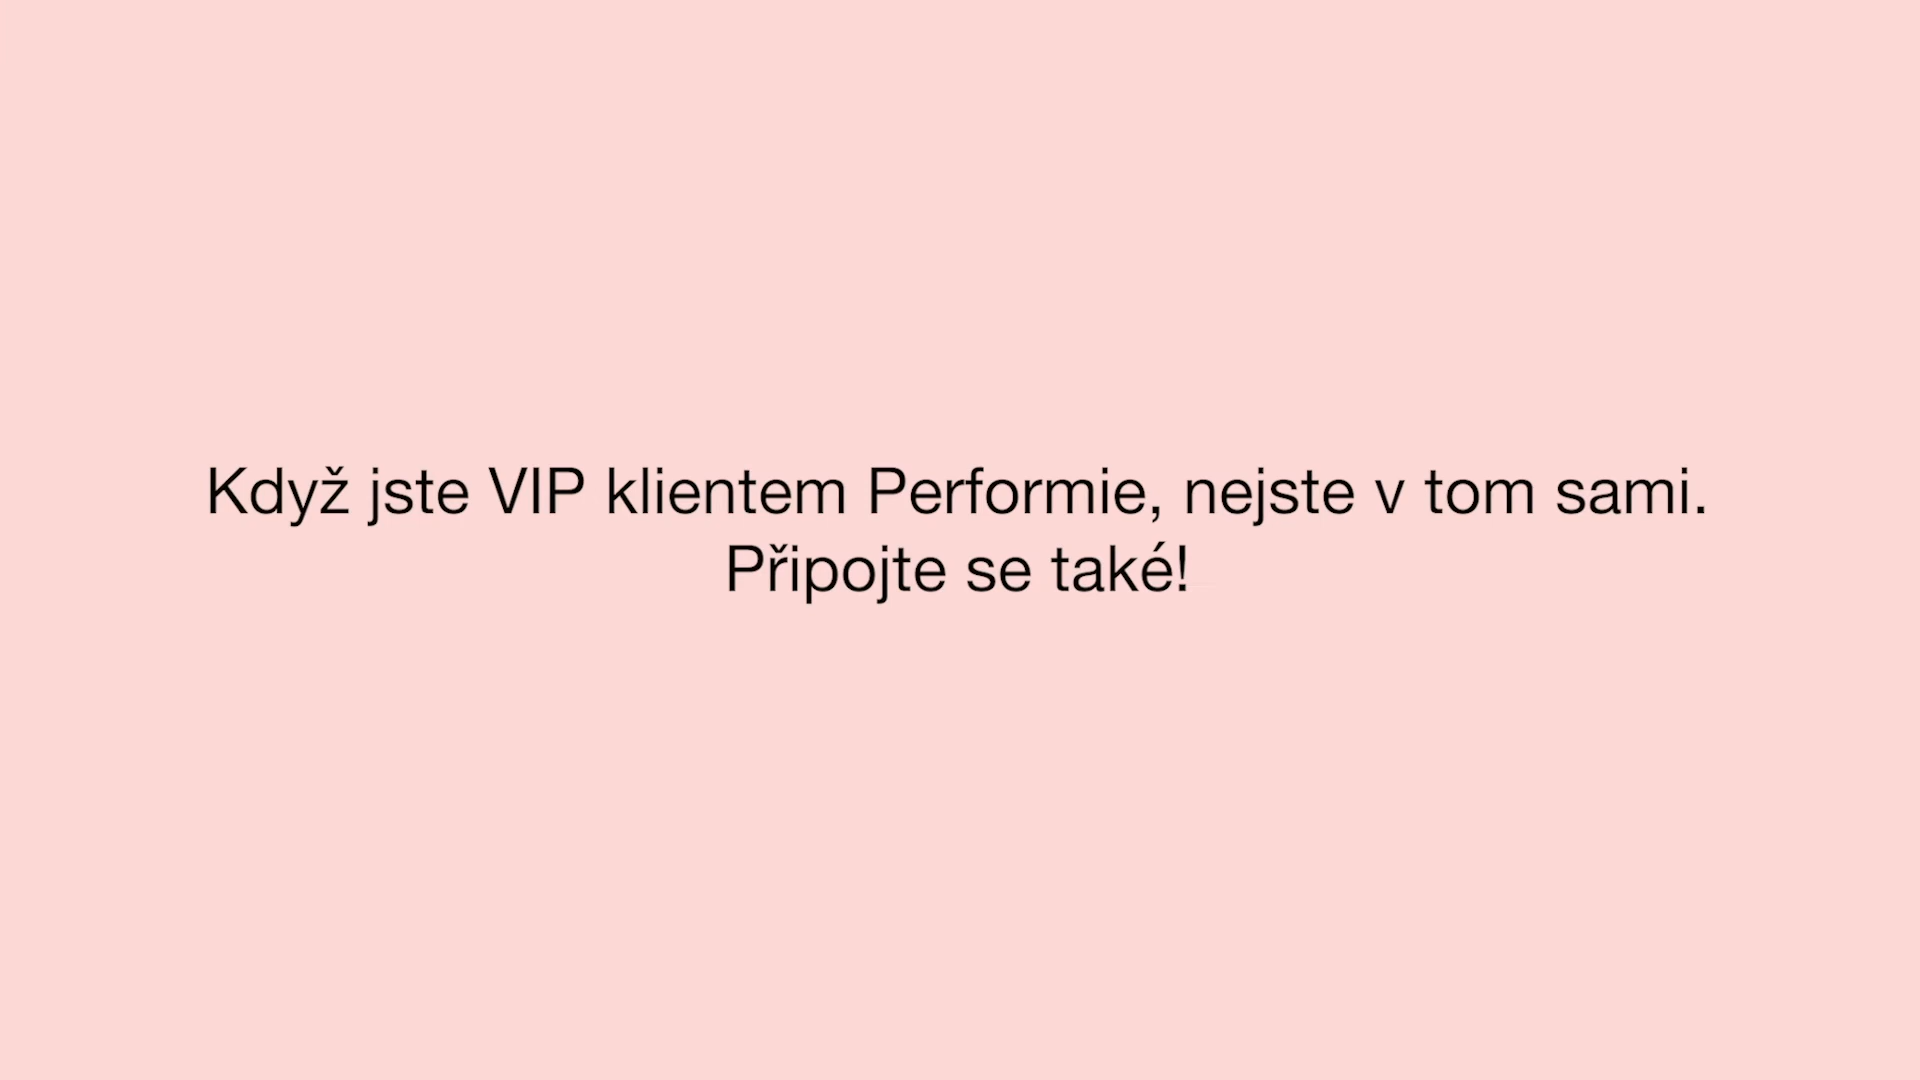 Když jste VIP klientem Performie, nejste v tom sami.
Připojte se také!